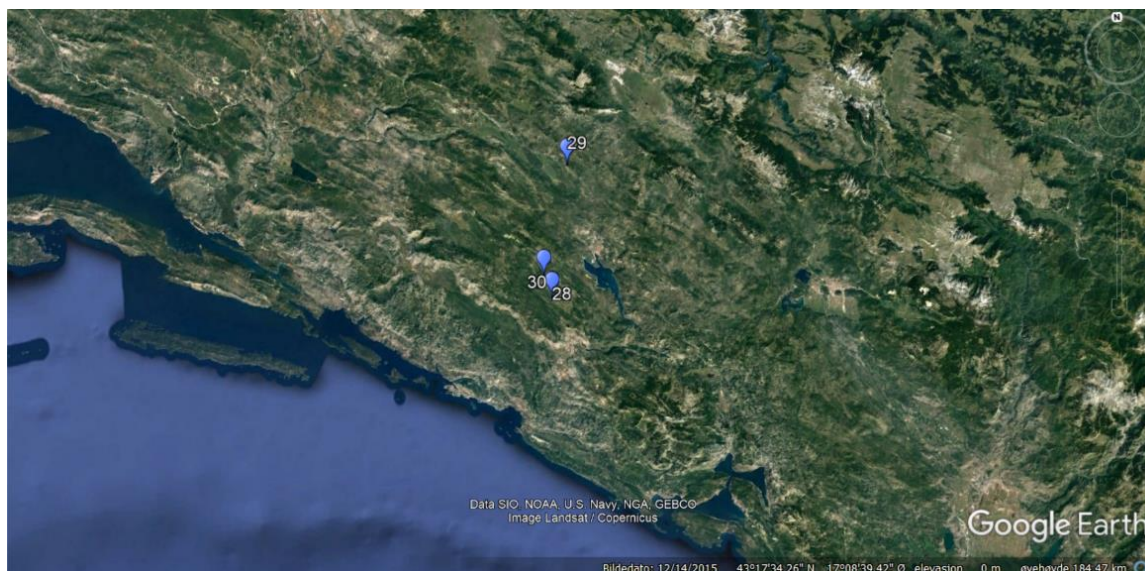 N
29
30
28
Data SIO, NOAA, U.S. Navy, NGA, GEBCO
Image Landsat / Copernicus
Google Earth
Bildedato: 12/14/2015 43°17'34.26" N 17°08'39.42" Ø elevasjon 0 m øyehøyde 184.47 km